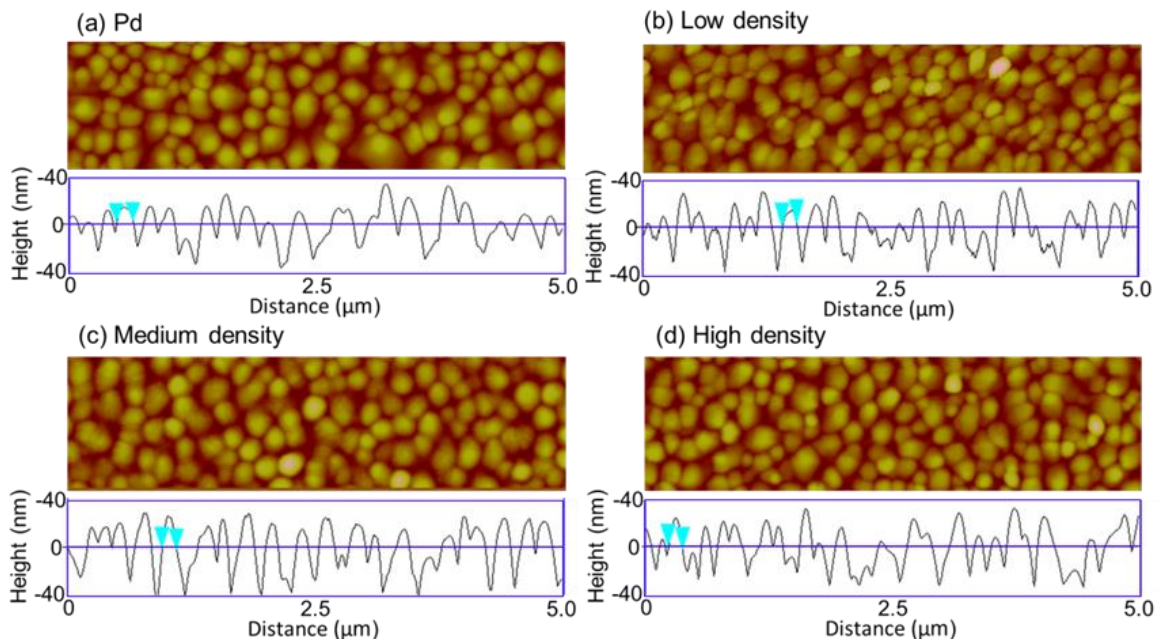 (a) Pd
Height (nm)
-40
0
-40
0
2.5
5.0
Distance (μm)
(b) Low density
Height (nm)
-40
0
-40
0
2.5
5.0
Distance (μm)
(c) Medium density
Height (nm)
-40
0
-40
0
2.5
5.0
Distance (μm)
(d) High density
Height (nm)
-40
0
-40
0
2.5
5.0
Distance (μm)